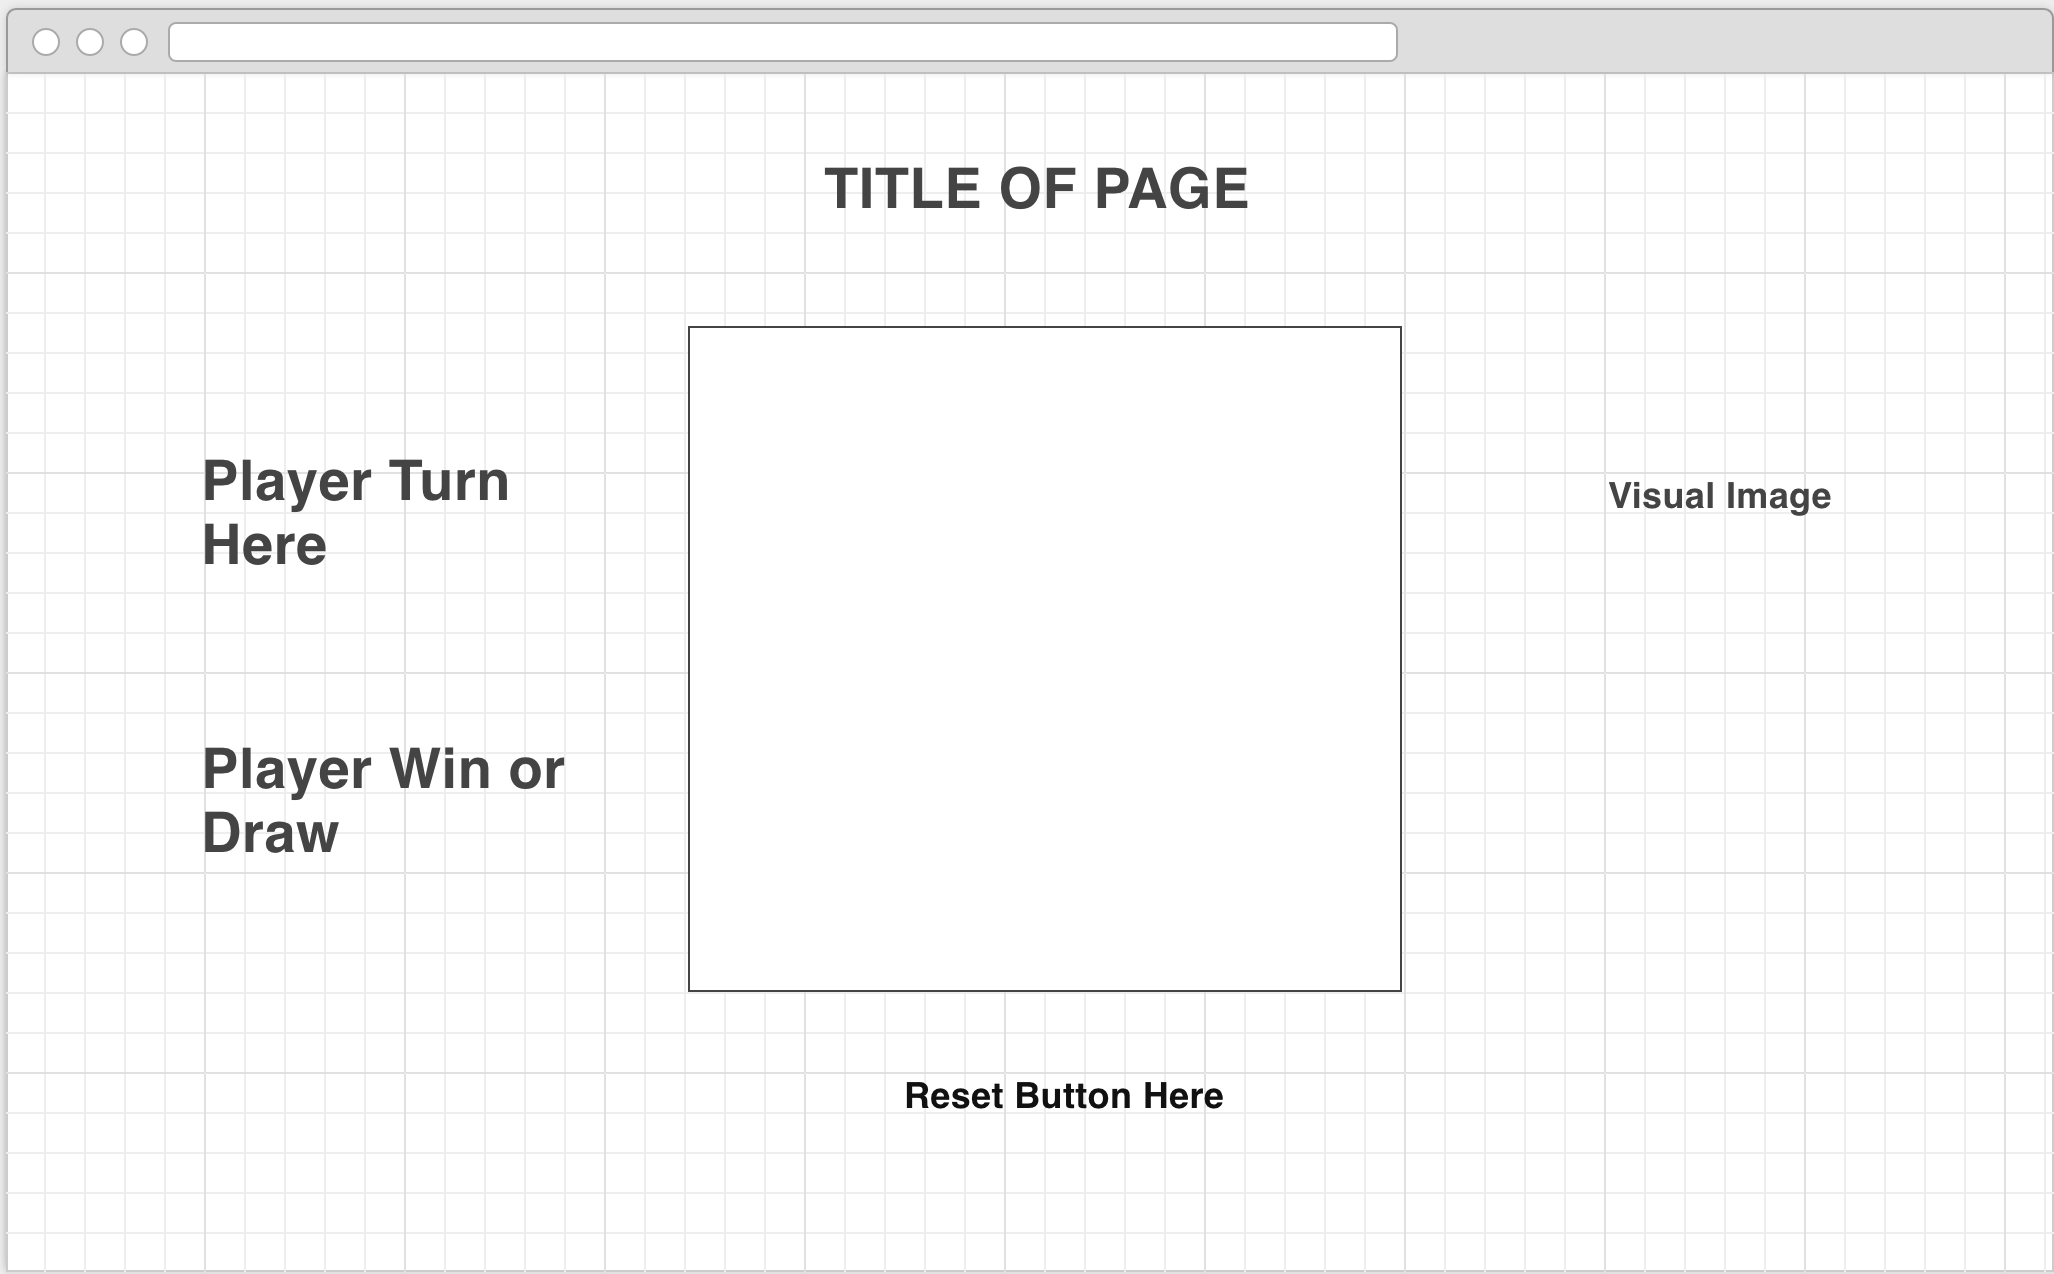 TITLE OF PAGE
Player Turn
Here
Visual Image
Player Win or
Draw
Reset Button Here